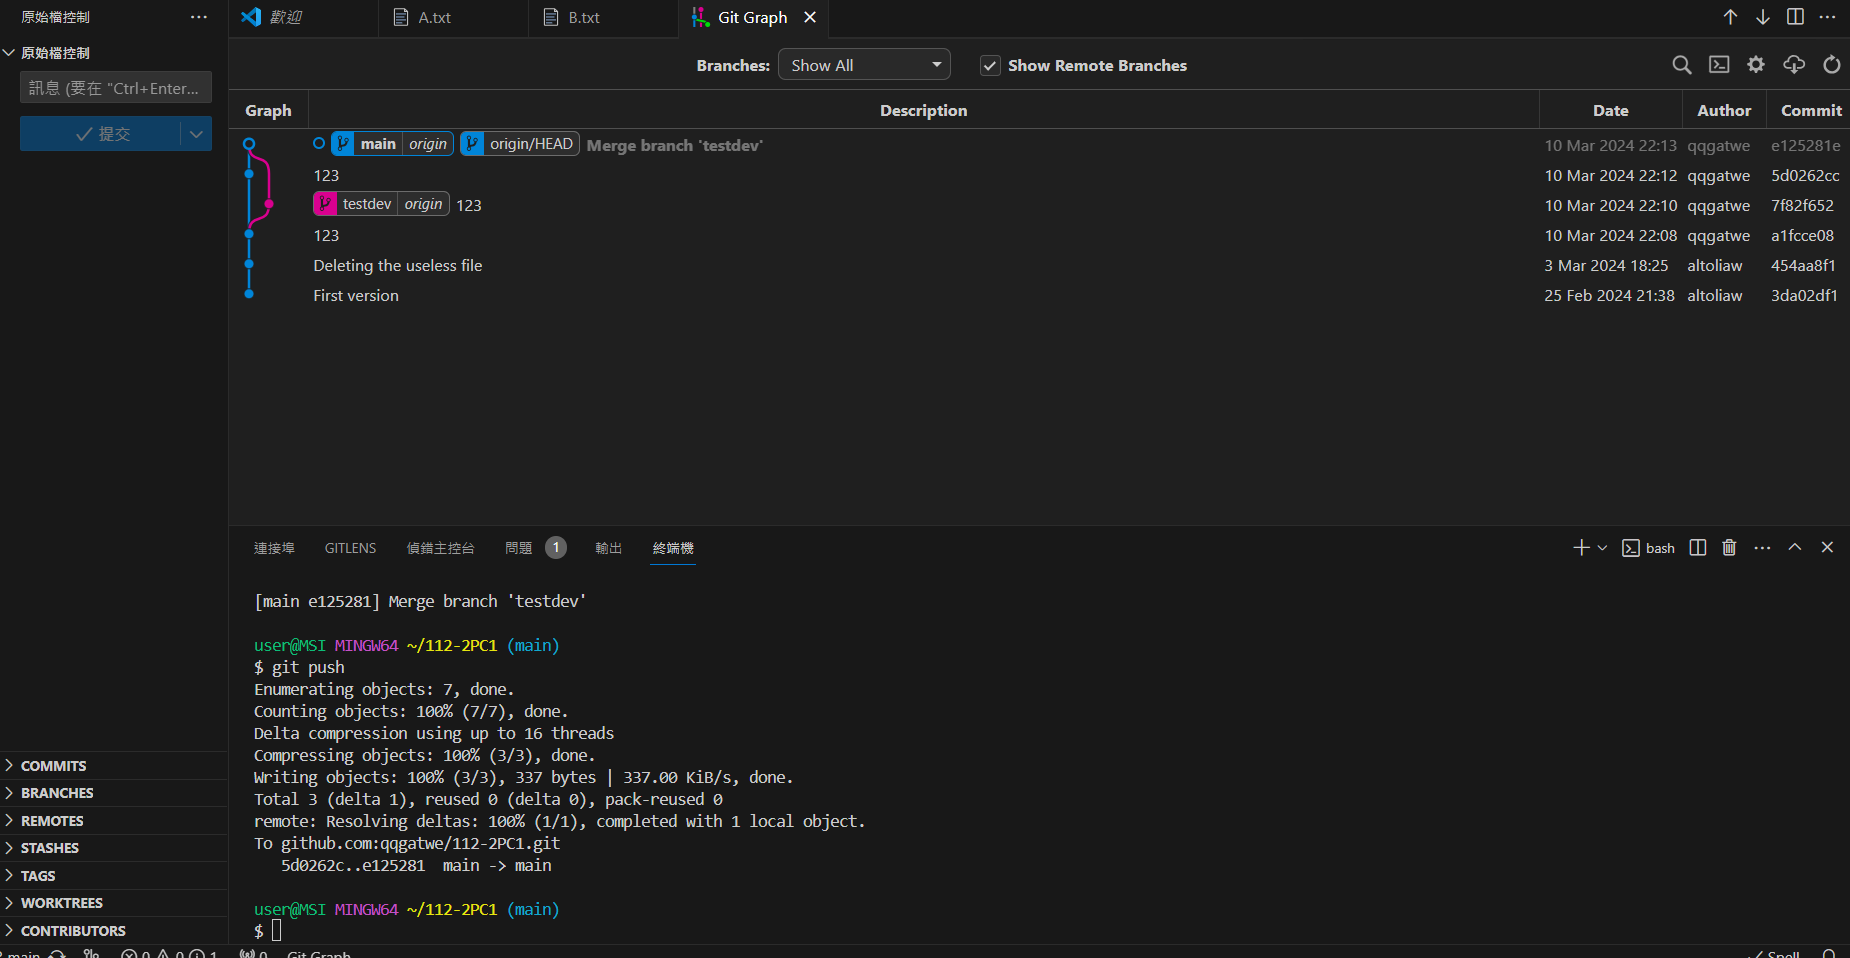 原始檔控制
歡迎
A.txt
B.txt
Git Graph
原始檔控制
訊息 (要在 "Ctrl+Enter...
提交
Branches: Show All
Show Remote Branches
Graph Description Date Author Commit
main origin origin/HEAD Merge branch 'testdev' 10 Mar 2024 22:13 qqgatwe e125281e
123 10 Mar 2024 22:12 qqgatwe 5d0262cc
testdev origin 123 10 Mar 2024 22:10 qqgatwe 7f82f652
123 10 Mar 2024 22:08 qqgatwe a1fcce08
Deleting the useless file 3 Mar 2024 18:25 altoliaw 454aa8f1
First version 25 Feb 2024 21:38 altoliaw 3da02df1
連接埠 GITLENS 偵錯主控台 問題 1 輸出 終端機
bash
[main e125281] Merge branch 'testdev'
user@MSI MINGW64 ~/112-2PC1 (main)
$ git push
Enumerating objects: 7, done.
Counting objects: 100% (7/7), done.
Delta compression using up to 16 threads
Compressing objects: 100% (3/3), done.
Writing objects: 100% (3/3), 337 bytes | 337.00 KiB/s, done.
Total 3 (delta 1), reused 0 (delta 0), pack-reused 0
remote: Resolving deltas: 100% (1/1), completed with 1 local object.
To github.com:qqgatwe/112-2PC1.git
5d0262c..e125281  main -> main
user@MSI MINGW64 ~/112-2PC1 (main)
$
COMMITS
BRANCHES
REMOTES
STASHES
TAGS
WORKTREES
CONTRIBUTORS
main 0 0 1 0 Git Graph Spell